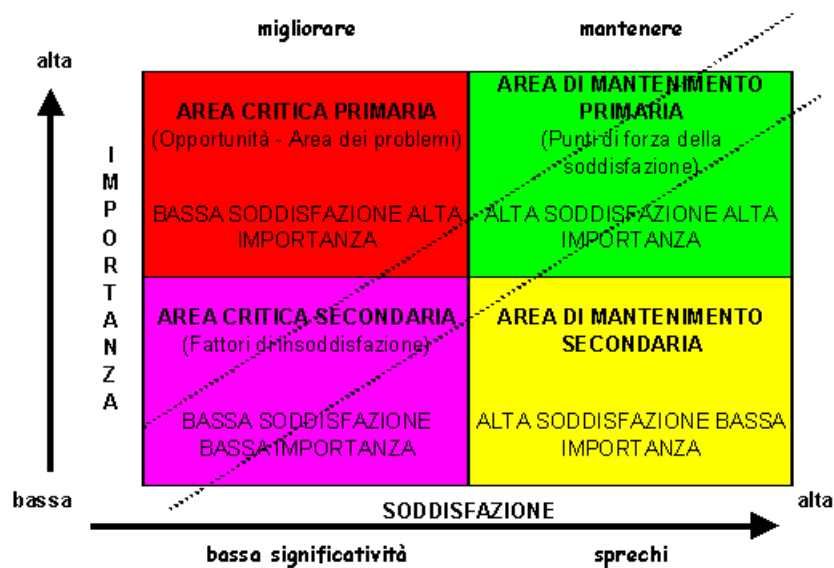 migliorare
mantenere
alta
AREA CRITICA PRIMARIA
(Opportunità - Area dei problemi)
BASSA SODDISFAZIONE ALTA
IMPORTANZA
AREA DI MANTENIMENTO
PRIMARIA
(Punti di forza della
soddisfazione)
ALTA SODDISFAZIONE ALTA
IMPORTANZA
IMPORTANZA
AREA CRITICA SECONDARIA
(Fattori di insoddisfazione)
BASSA SODDISFAZIONE
BASSA IMPORTANZA
AREA DI MANTENIMENTO
SECONDARIA
ALTA SODDISFAZIONE BASSA
IMPORTANZA
bassa
SODDISFAZIONE
alta
bassa significatività
sprechi